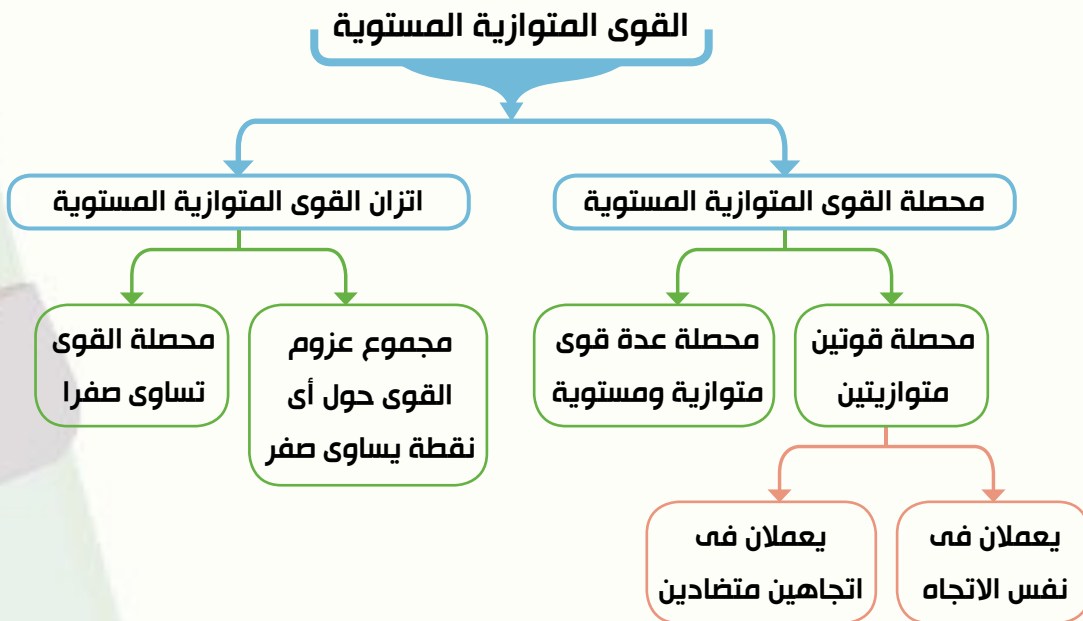 القوى المتوازية المستوية
محصلة القوى المتوازية المستوية
اتزان القوى المتوازية المستوية
محصلة قوتين
متوازيتين
محصلة عدة قوى
متوازية ومستوية
مجموع عزوم
القوى حول أى
نقطة يساوى صفر
محصلة القوى
تساوى صفرا
يعملان فى
نفس الاتجاه
يعملان فى
اتجاهين متضادين